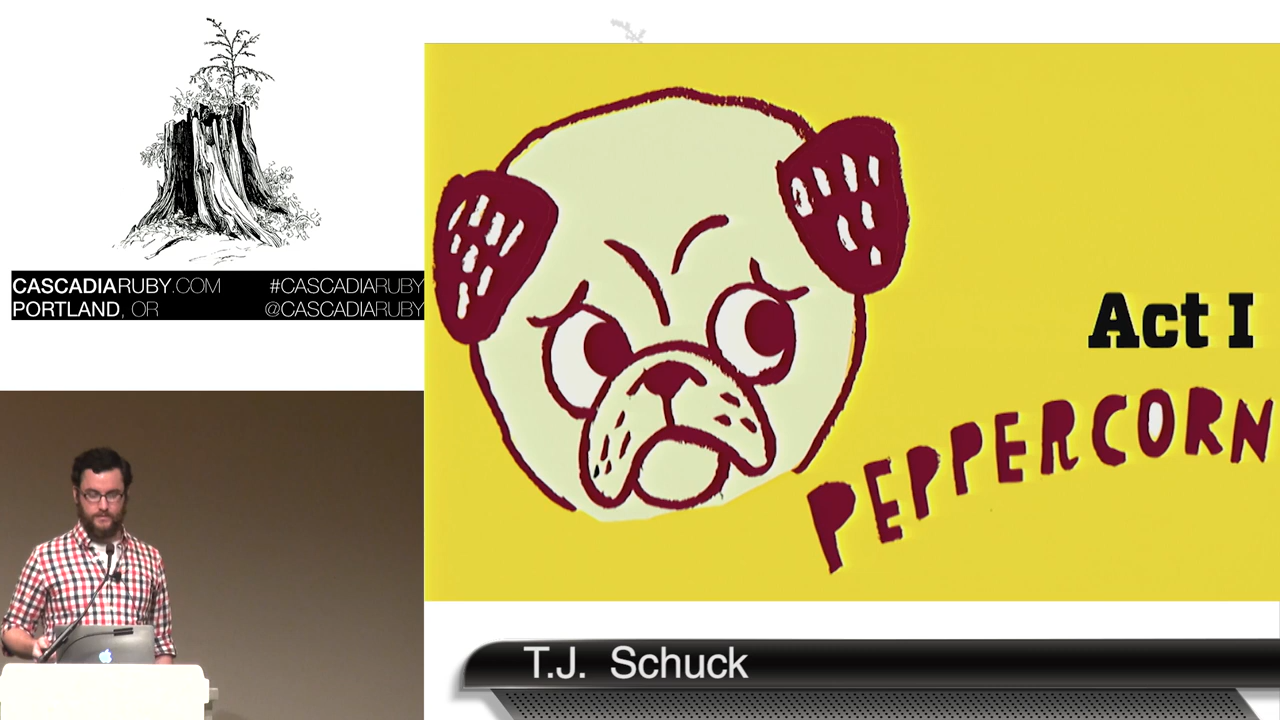 CASCADIARUBY.COM #CASCADIARUBY
PORTLAND, OR @CASCADIARUBY
Act I
PEPPERCORN
T.J. Schuck